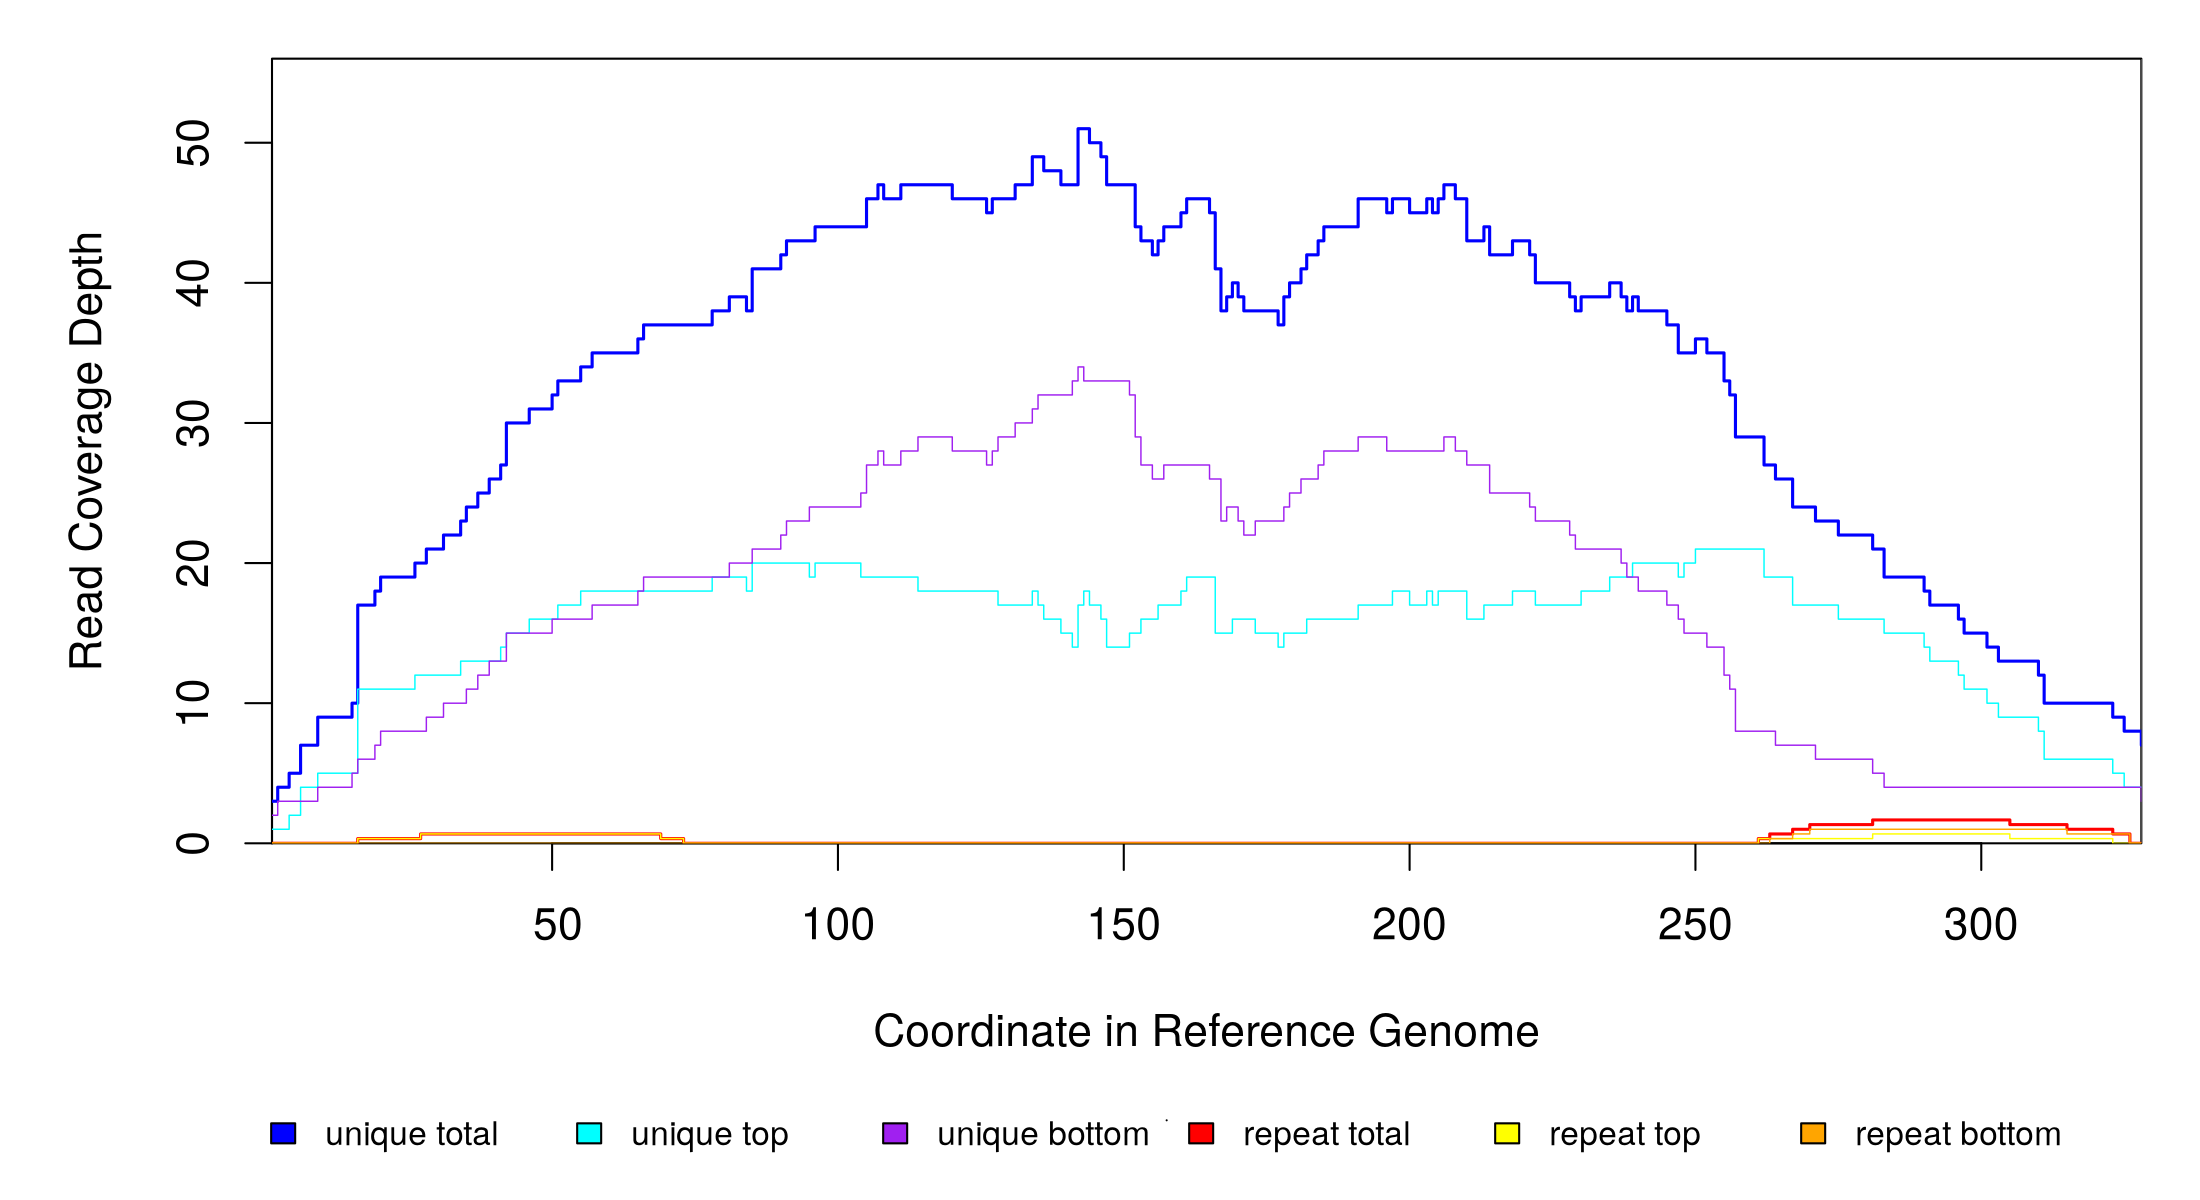 Read Coverage Depth
50
40
30
20
10
0
50 100 150 200 250 300
Coordinate in Reference Genome
unique total unique top unique bottom repeat total repeat top repeat bottom